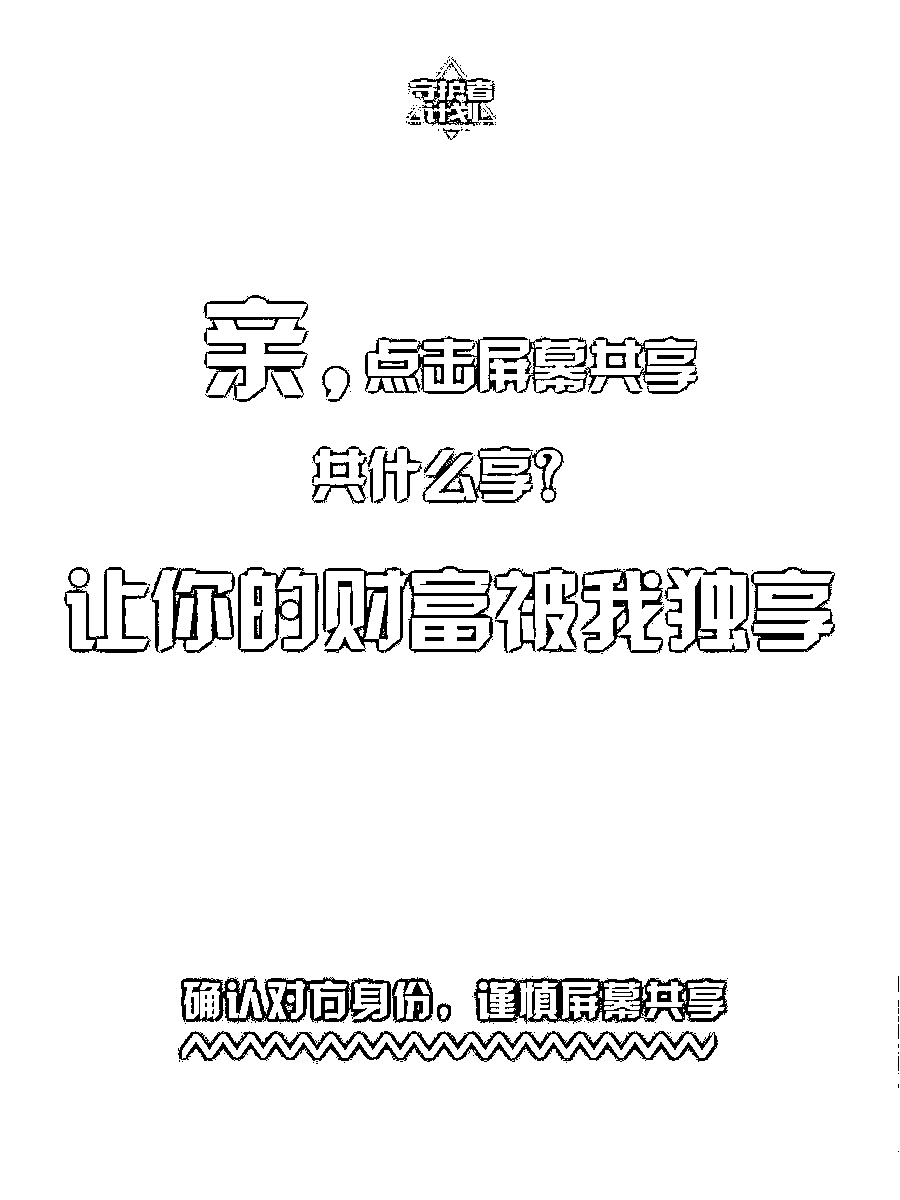 守护者
计划
亲，点击屏幕共享
共什么享？
让你的财富被我独享
确认对方身份，谨慎屏幕共享